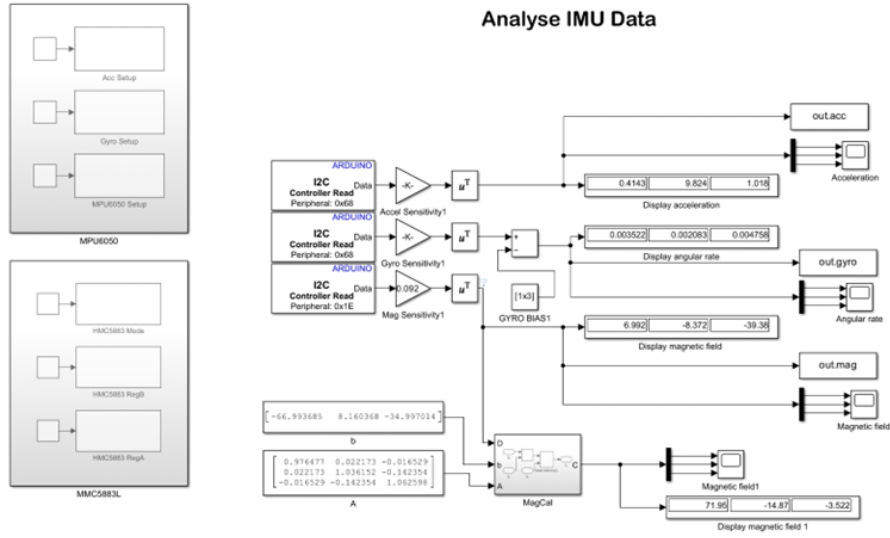 Analyse IMU Data
Acc Setup
Gyro Setup
MPU6050 Setup
MPU6050
HMC5883 Mode
HMC5883 RegB
HMC5883 RegA
MMC5883L
ARDUINO
I2C
Controller Read
Peripheral: 0x68
Data
-K-
Accel Sensitivity1
uT
ARDUINO
I2C
Controller Read
Peripheral: 0x68
Data
-K-
Gyro Sensitivity1
uT
ARDUINO
I2C
Controller Read
Peripheral: 0x1E
Data
0.092
Mag Sensitivity1
uT
+
−
[1x3]
GYRO BIAS1
out.acc
Acceleration
0.4143 9.824 1.018
Display acceleration
0.003522 0.002083 0.004758
Display angular rate
out.gyro
Angular rate
6.992 -8.372 -39.38
Display magnetic field
out.mag
Magnetic field
[-66.993685 8.160368 -34.997014]
b
0.976477 0.022173 -0.016529
0.022173 1.036152 -0.142354
-0.016529 -0.142354 1.062598
A
D
b
A
C
MagCal
Magnetic field1
71.95 -14.87 -3.522
Display magnetic field 1